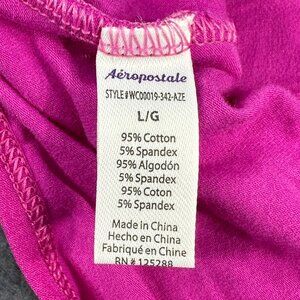 Aéropostale
STYLE#WC00019-342-AZE
L/G
95% Cotton
5% Spandex
95% Algodón
5% Spandex
95% Coton
5% Spandex
Made in China
Hecho en China
Fabriqué en Chine
RN # 125288